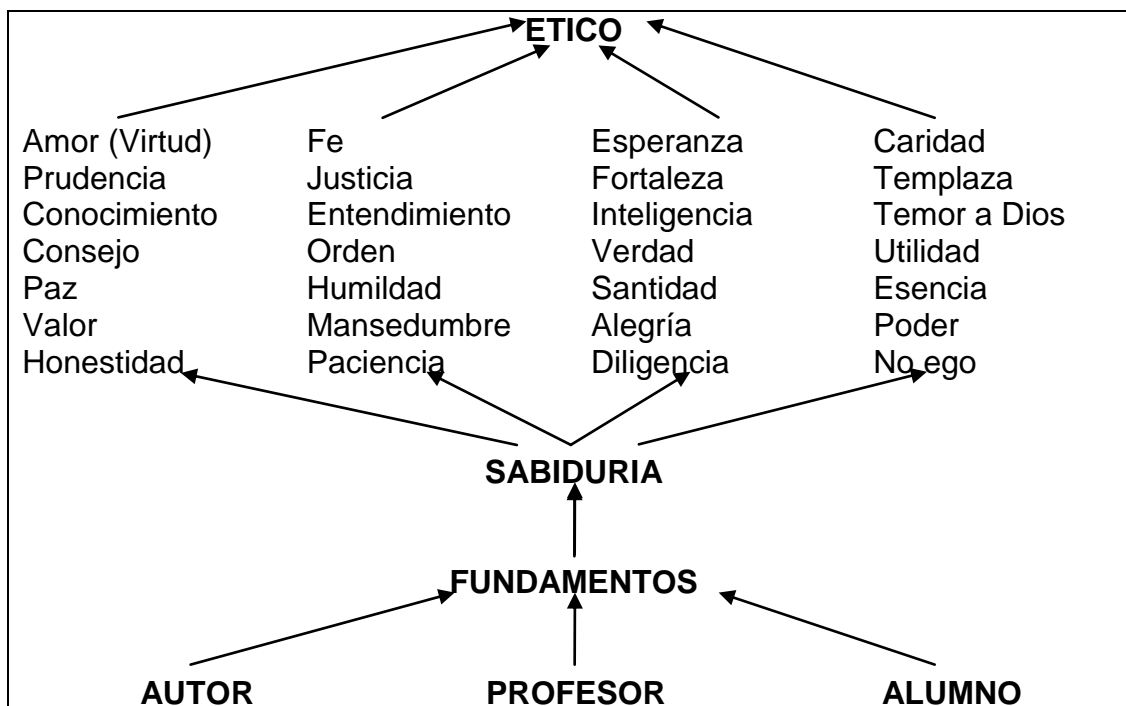 ETICO
Amor (Virtud) Fe Esperanza Caridad
Prudencia Justicia Fortaleza Templaza
Conocimiento Entendimiento Inteligencia Temor a Dios
Consejo Orden Verdad Utilidad
Paz Humildad Santidad Esencia
Valor Mansedumbre Alegría Poder
Honestidad Paciencia Diligencia No ego
SABIDURIA
FUNDAMENTOS
AUTOR PROFESOR ALUMNO